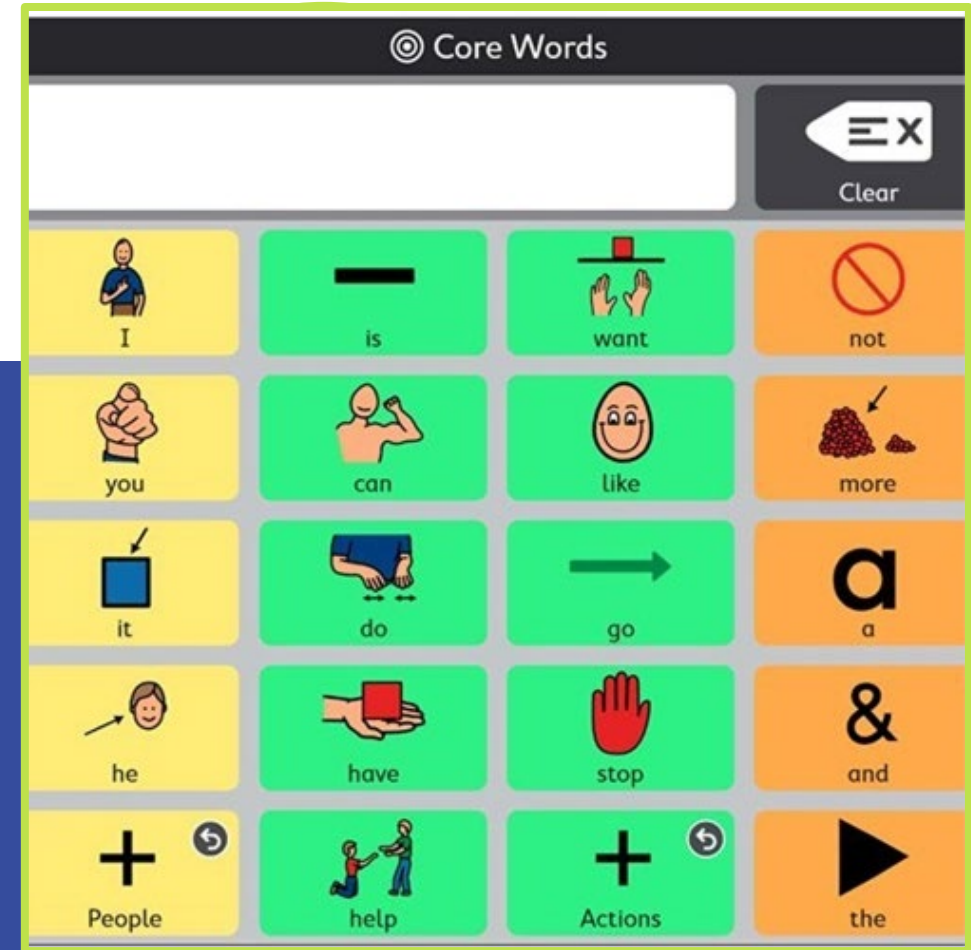 Core Words
Clear
I is want not
you can like more
it do go a a
he have stop & and
People help Actions the